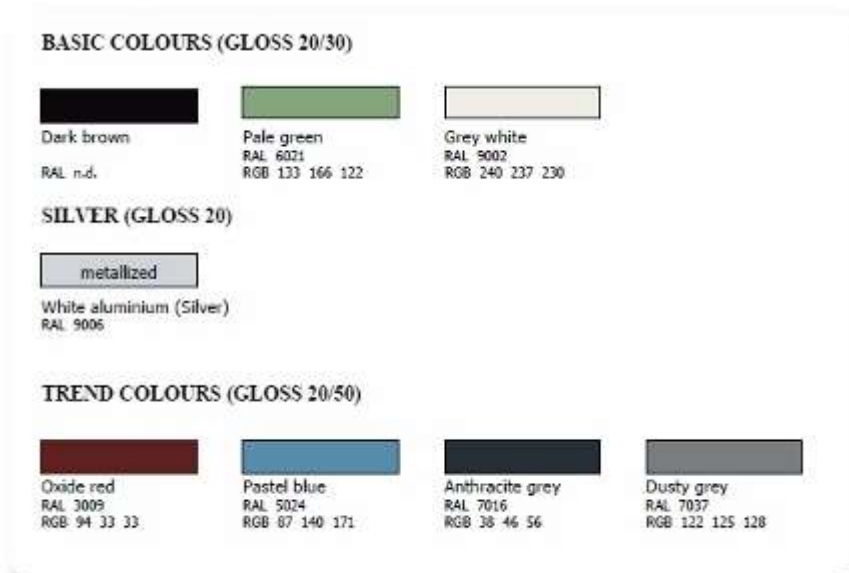 BASIC COLOURS (GLOSS 20/30)
Dark brown
RAL n.d.
Pale green
RAL 6021
RGB 133 166 122
Grey white
RAL 9002
RGB 240 237 230
SILVER (GLOSS 20)
metallized
White aluminium (Silver)
RAL 9006
TREND COLOURS (GLOSS 20/50)
Oxide red
RAL 3009
RGB 94 33 33
Pastel blue
RAL 5024
RGB 87 140 171
Anthracite grey
RAL 7016
RGB 38 46 56
Dusty grey
RAL 7037
RGB 122 125 128